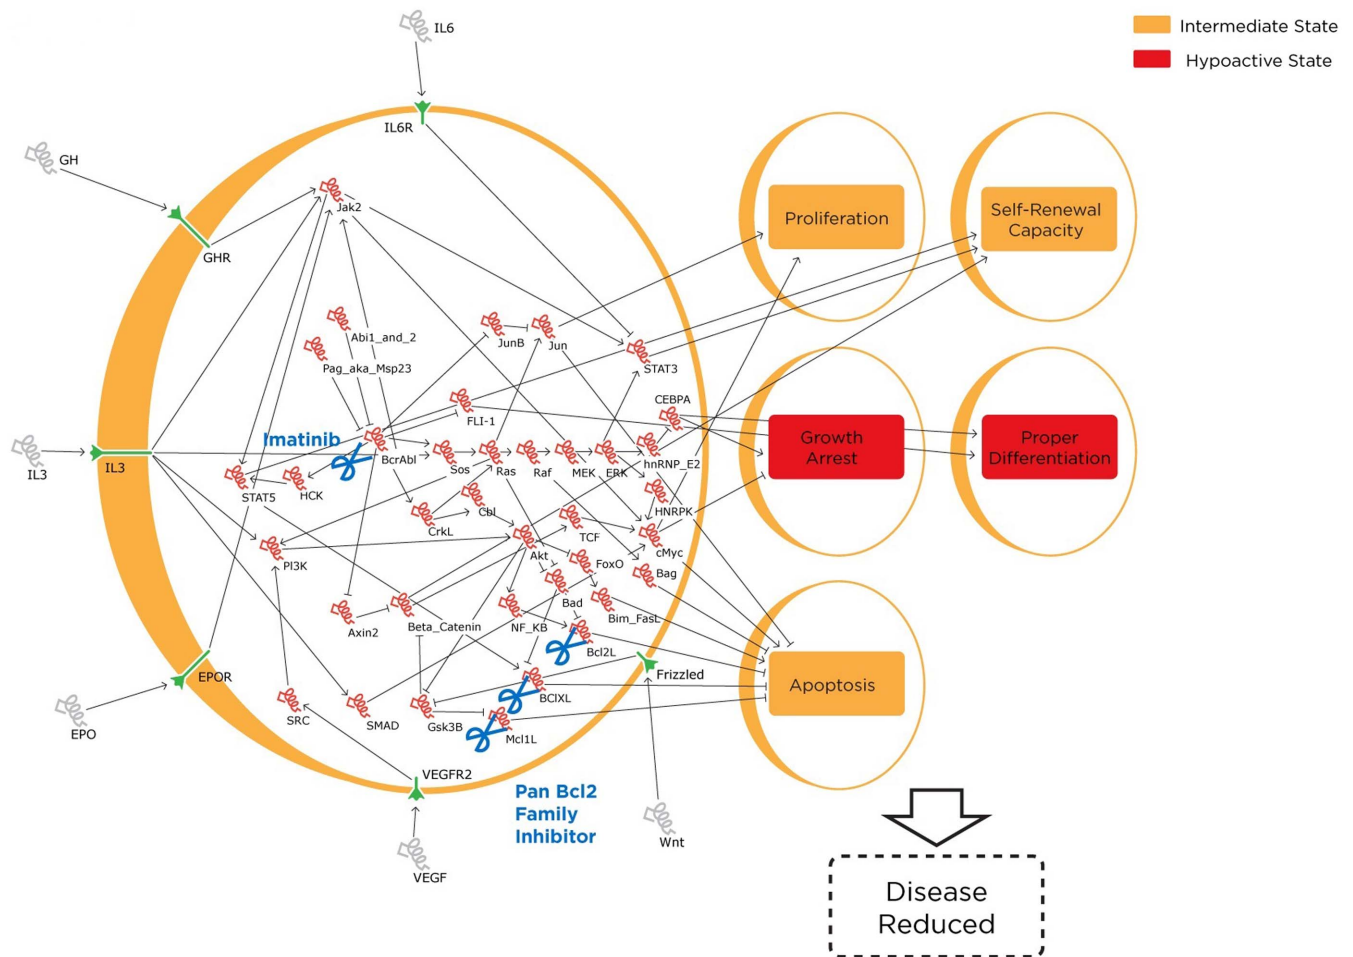 IL6
Intermediate State
Hypoactive State
IL6R
GH
Jak2
GHR
Proliferation
Self-Renewal
Capacity
Abi1_and_2
Pag_aka_Msp23
JunB
Jun
STAT3
CEBPA
FLI-1
Imatinib
BcrAbl
Sos
Ras
Raf
MEK
ERK
hnRNP_E2
Growth
Arrest
Proper
Differentiation
IL3
IL3
STAT5
HCK
CrkL
Cbl
HNRPK
TCF
cMyc
Akt
FoxO
Bag
PI3K
Bad
Bim_FasL
Axin2
Beta_Catenin
NF_KB
Bcl2L
EPOR
Frizzled
Apoptosis
BClXL
EPO
SRC
SMAD
Gsk3B
Mcl1L
VEGFR2
Pan Bcl2
Family
Inhibitor
Wnt
VEGF
Disease
Reduced